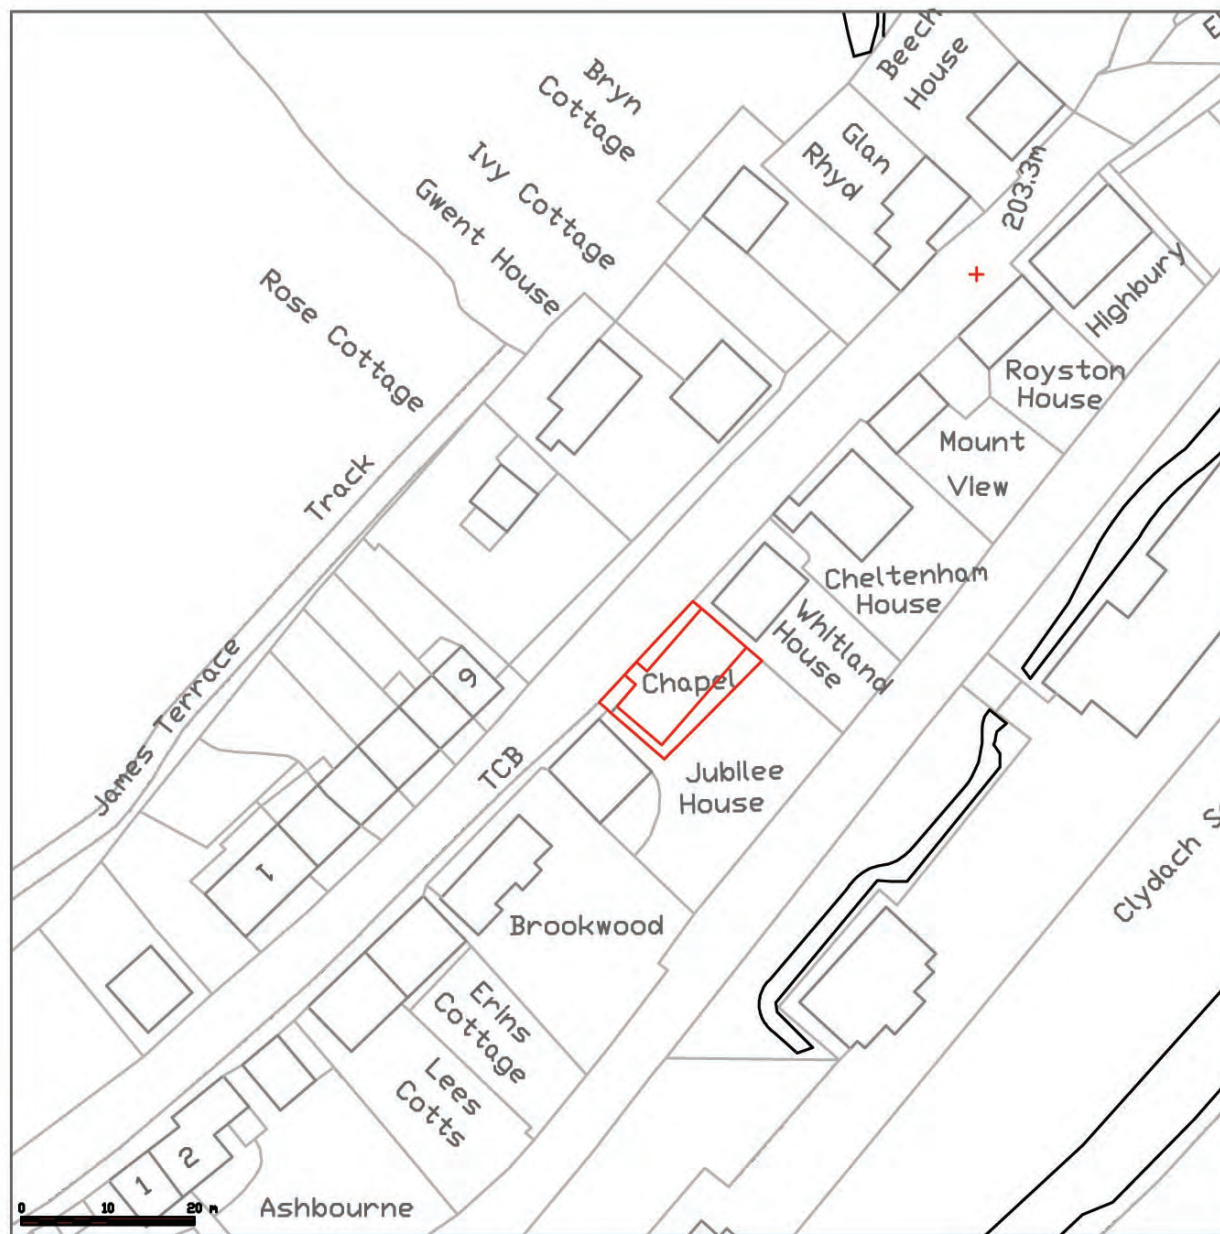 Beech
House
Bryn
Cottage
Glan
Rhyd
Ivy Cottage
Gwent House
203.3m
Highbury
Rose Cottage
Royston
House
Mount
View
Track
Cheltenham
House
Whitland
House
Chapel
James Terrace
6
TCB
Jubilee
House
1
Clydach S
Brookwood
Erins
Cottage
Lees
Cotts
1
2
Ashbourne
0 10 20 m